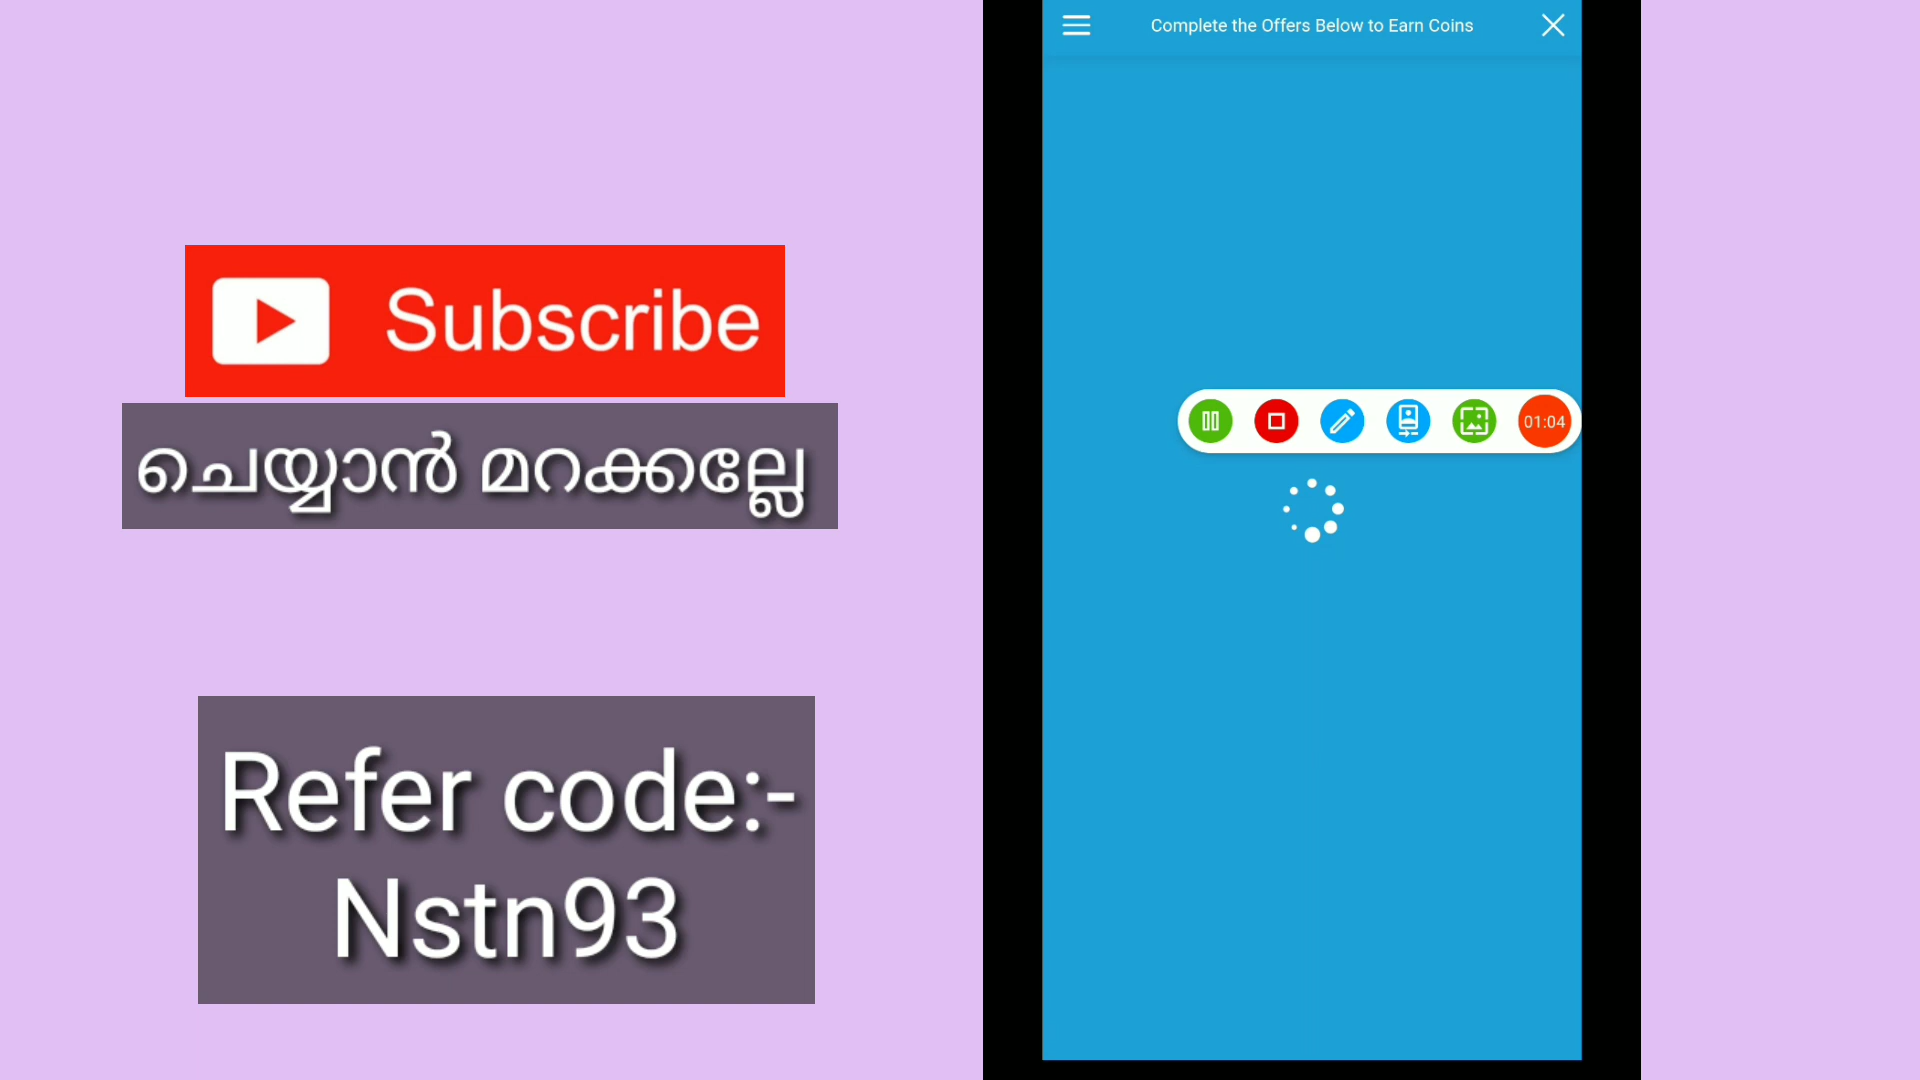 Complete the Offers Below to Earn Coins
Subscribe
ചെയ്യാൻ മറക്കല്ലേ
01:04
Refer code:-
Nstn93